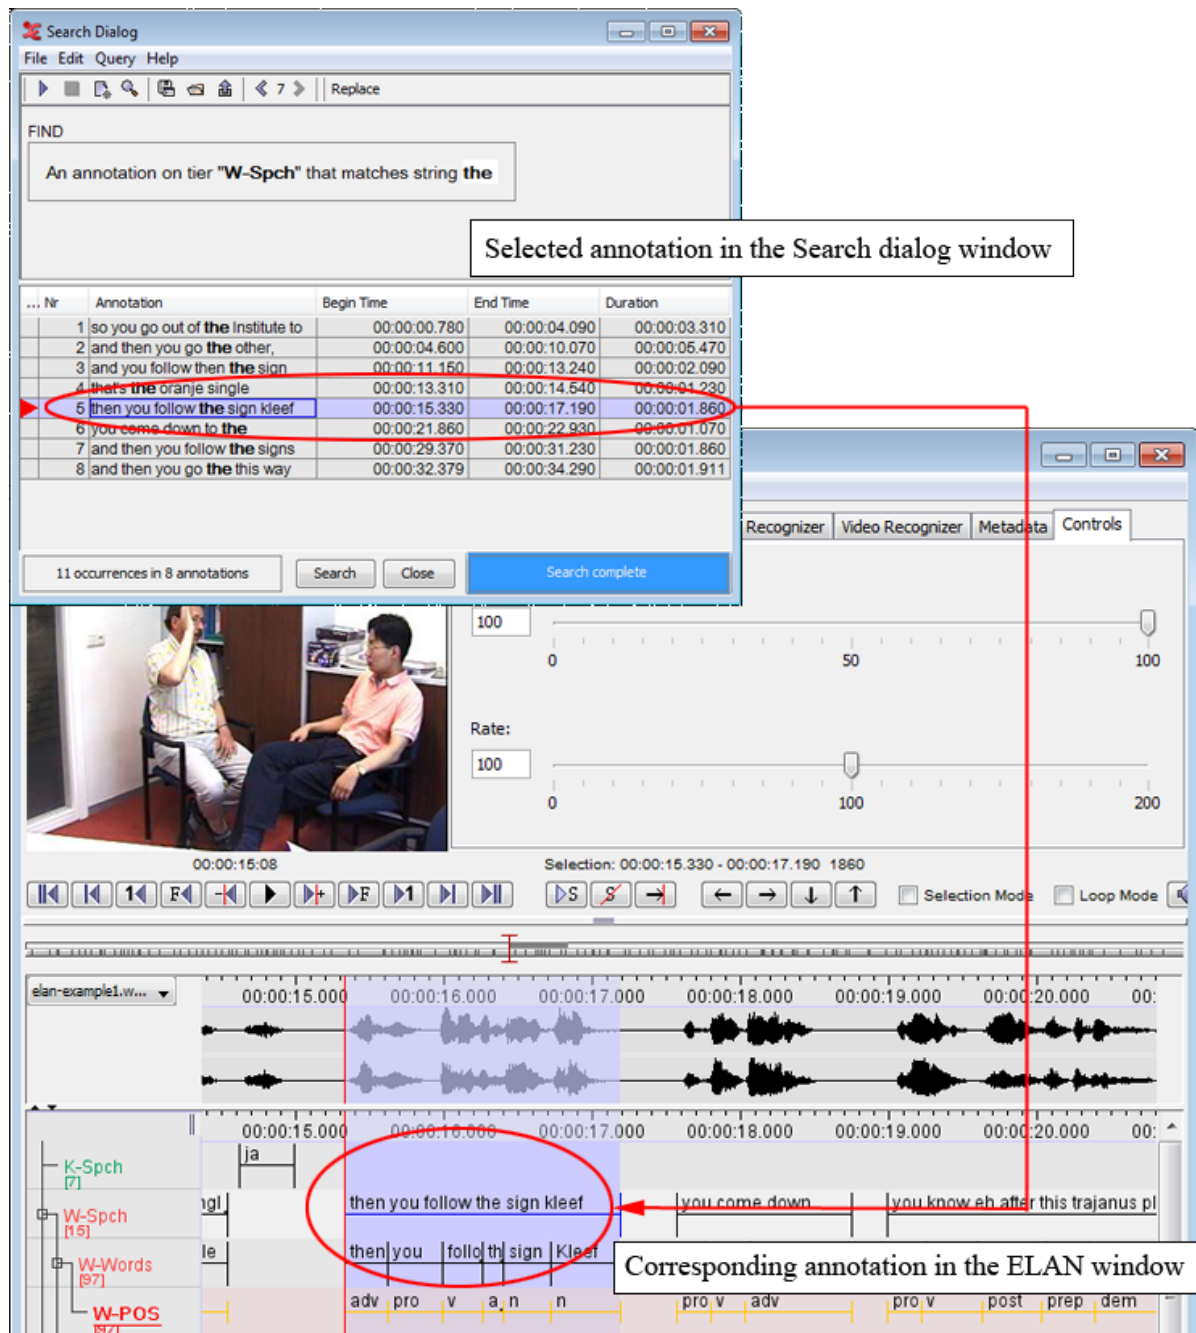 Search Dialog
File Edit Query Help
7 Replace
FIND
An annotation on tier "W-Spch" that matches string the
Selected annotation in the Search dialog window
... Nr Annotation Begin Time End Time Duration
1 so you go out of the Institute to 00:00:00.780 00:00:04.090 00:00:03.310
2 and then you go the other, 00:00:04.600 00:00:10.070 00:00:05.470
3 and you follow then the sign 00:00:11.150 00:00:13.240 00:00:02.090
4 that's the oranje single 00:00:13.310 00:00:14.540 00:00:01.230
5 then you follow the sign kleef 00:00:15.330 00:00:17.190 00:00:01.860
6 you come down to the 00:00:21.860 00:00:22.930 00:00:01.070
7 and then you follow the signs 00:00:29.370 00:00:31.230 00:00:01.860
8 and then you go the this way 00:00:32.379 00:00:34.290 00:00:01.911
Recognizer Video Recognizer Metadata Controls
11 occurrences in 8 annotations Search Close Search complete
100
0 50 100
Rate:
100
0 100 200
00:00:15:08 Selection: 00:00:15.330 - 00:00:17.190 1860
1 F F 1 S S Selection Mode Loop Mode
elan-example1.w... 00:00:15.000 00:00:16.000 00:00:17.000 00:00:18.000 00:00:19.000 00:00:20.000 00:
00:00:15.000 00:00:16.000 00:00:17.000 00:00:18.000 00:00:19.000 00:00:20.000 00:
K-Spch ja
[7]
W-Spch ngl. then you follow the sign kleef you come down you know eh after this trajanus pl
[15]
W-Words le then you follo th sign Kleef
[97]
Corresponding annotation in the ELAN window
W-POS adv pro v a. n n pro v adv pro v post prep dem
[97]